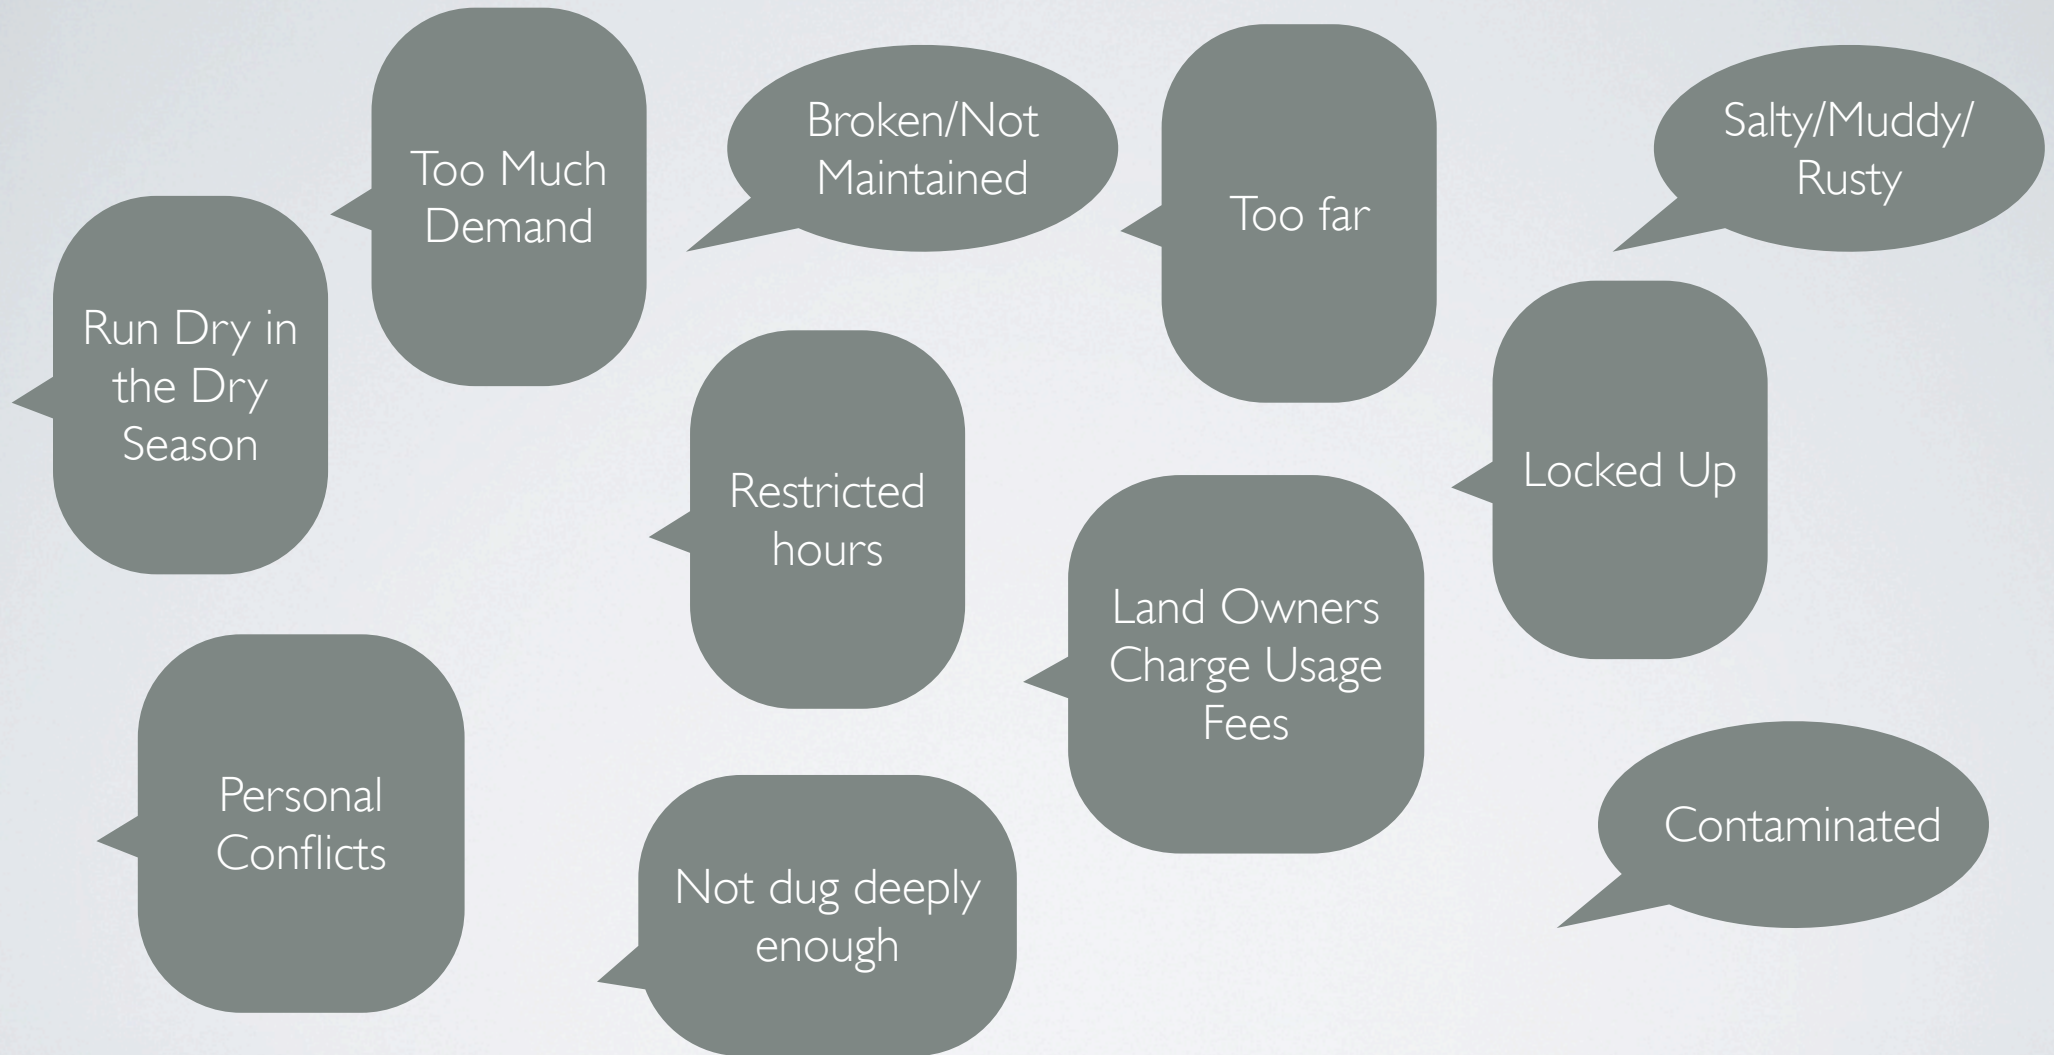 Too Much
Demand
Broken/Not
Maintained
Too far
Salty/Muddy/
Rusty
Run Dry in
the Dry
Season
Restricted
hours
Locked Up
Land Owners
Charge Usage
Fees
Personal
Conflicts
Not dug deeply
enough
Contaminated